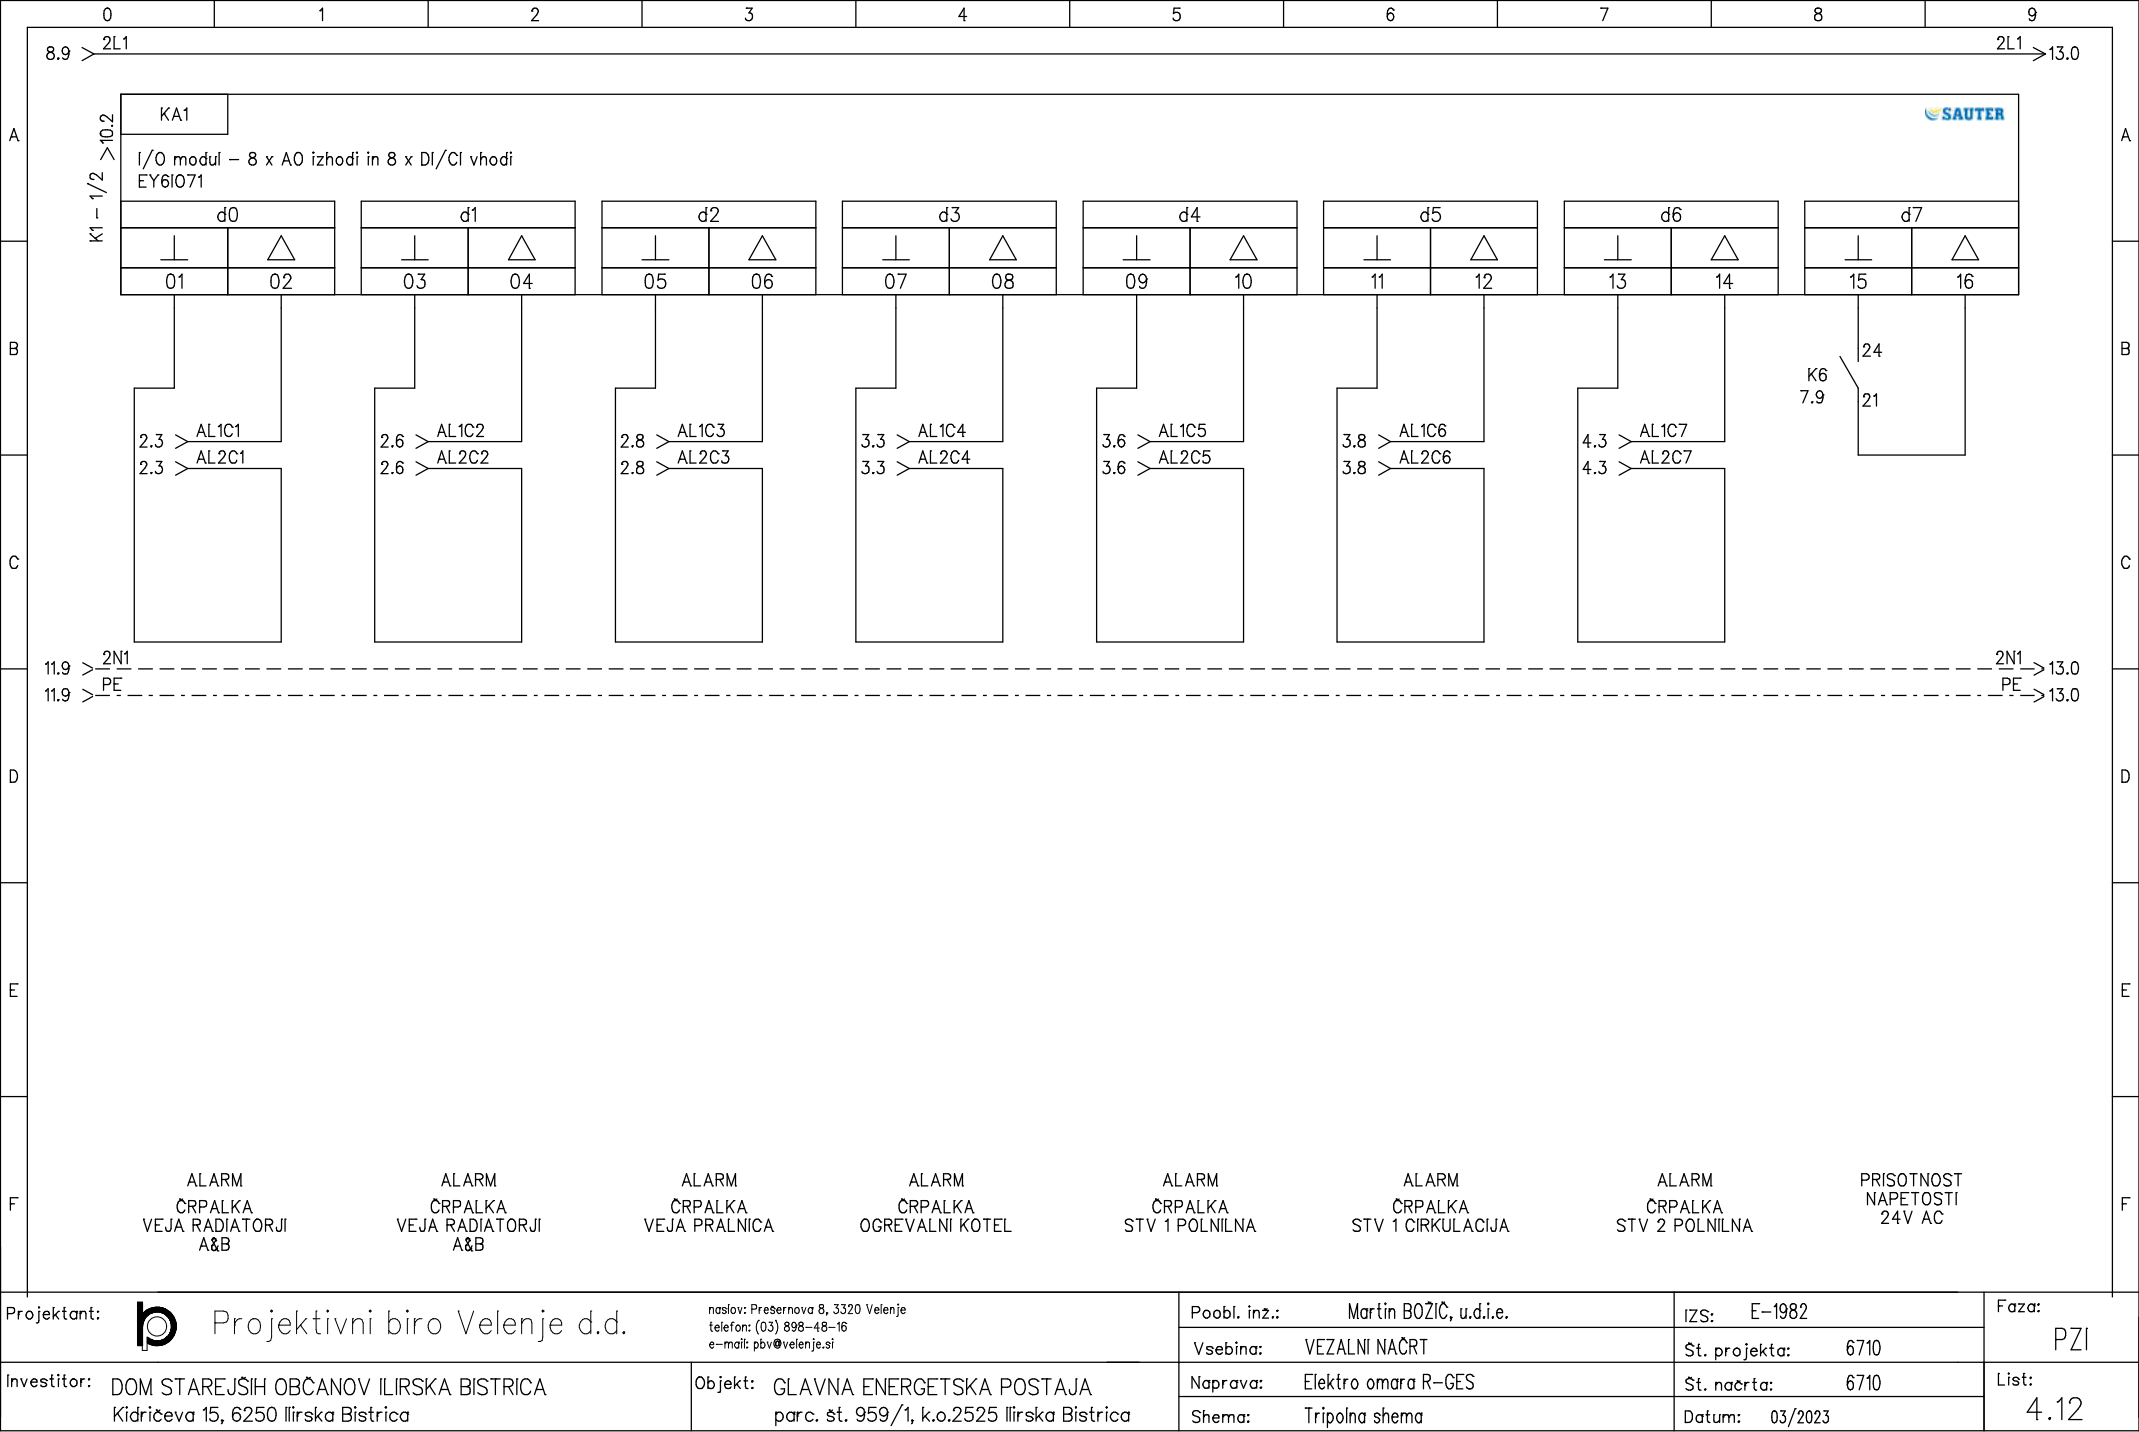 0 1 2 3 4 5 6 7 8 9
8.9 2L1 2L1 13.0
A A
KA1 SAUTER
K1 - 1/2 >10.2
I/O modul - 8 x AO izhodi in 8 x DI/CI vhodi
EY6IO71
d0 d1 d2 d3 d4 d5 d6 d7
01 02 03 04 05 06 07 08 09 10 11 12 13 14 15 16
B B
24
K6
7.9
21
2.3 AL1C1 2.6 AL1C2 2.8 AL1C3 3.3 AL1C4 3.6 AL1C5 3.8 AL1C6 4.3 AL1C7
2.3 AL2C1 2.6 AL2C2 2.8 AL2C3 3.3 AL2C4 3.6 AL2C5 3.8 AL2C6 4.3 AL2C7
C C
11.9 2N1 2N1 13.0
11.9 PE PE 13.0
D D
E E
F F
ALARM
ČRPALKA
VEJA RADIATORJI
A&B
ALARM
ČRPALKA
VEJA RADIATORJI
A&B
ALARM
ČRPALKA
VEJA PRALNICA
ALARM
ČRPALKA
OGREVALNI KOTEL
ALARM
ČRPALKA
STV 1 POLNILNA
ALARM
ČRPALKA
STV 1 CIRKULACIJA
ALARM
ČRPALKA
STV 2 POLNILNA
PRISOTNOST
NAPETOSTI
24V AC
Projektant: Projektivni biro Velenje d.d.
naslov: Prešernova 8, 3320 Velenje
telefon: (03) 898-48-16
e-mail: pbv@velenje.si
Investitor: DOM STAREJŠIH OBČANOV ILIRSKA BISTRICA
Kidričeva 15, 6250 Ilirska Bistrica
Objekt: GLAVNA ENERGETSKA POSTAJA
parc. št. 959/1, k.o.2525 Ilirska Bistrica
Poobl. inž.: Martin BOŽIČ, u.d.i.e.
Vsebina: VEZALNI NAČRT
Naprava: Elektro omara R-GES
Shema: Tripolna shema
IZS: E-1982
Št. projekta: 6710
Št. načrta: 6710
Datum: 03/2023
Faza:
PZI
List:
4.12